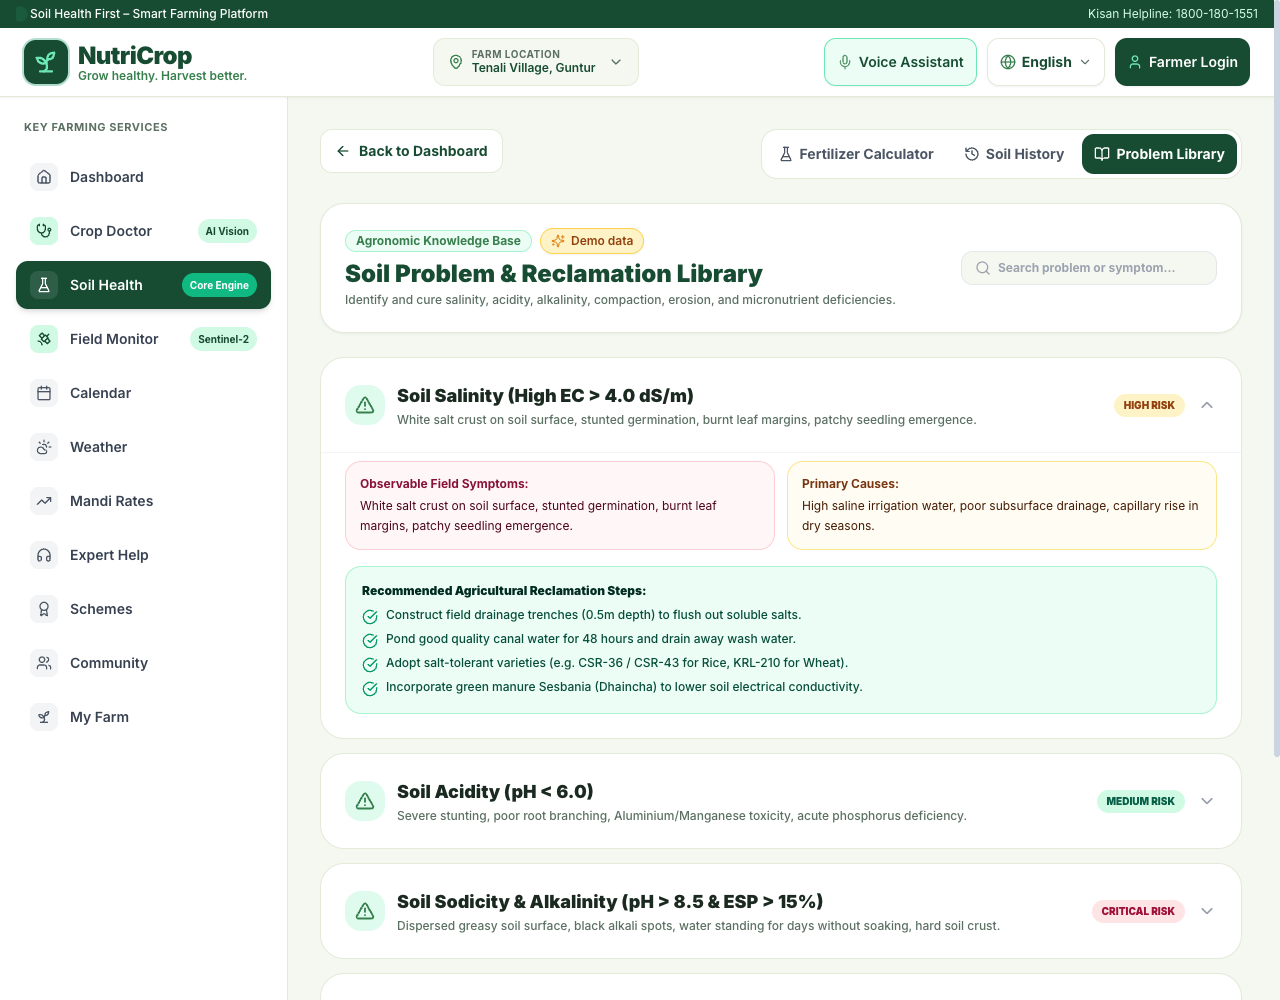 Soil Health First – Smart Farming Platform
Kisan Helpline: 1800-180-1551
NutriCrop
Grow healthy. Harvest better.
FARM LOCATION
Tenali Village, Guntur
Voice Assistant
English
Farmer Login
KEY FARMING SERVICES
Dashboard
Crop Doctor
AI Vision
Soil Health
Core Engine
Field Monitor
Sentinel-2
Calendar
Weather
Mandi Rates
Expert Help
Schemes
Community
My Farm
Back to Dashboard
Fertilizer Calculator
Soil History
Problem Library
Agronomic Knowledge Base
Demo data
Soil Problem & Reclamation Library
Identify and cure salinity, acidity, alkalinity, compaction, erosion, and micronutrient deficiencies.
Search problem or symptom...
Soil Salinity (High EC > 4.0 dS/m)
White salt crust on soil surface, stunted germination, burnt leaf margins, patchy seedling emergence.
HIGH RISK
Observable Field Symptoms:
White salt crust on soil surface, stunted germination, burnt leaf
margins, patchy seedling emergence.
Primary Causes:
High saline irrigation water, poor subsurface drainage, capillary rise in
dry seasons.
Recommended Agricultural Reclamation Steps:
Construct field drainage trenches (0.5m depth) to flush out soluble salts.
Pond good quality canal water for 48 hours and drain away wash water.
Adopt salt-tolerant varieties (e.g. CSR-36 / CSR-43 for Rice, KRL-210 for Wheat).
Incorporate green manure Sesbania (Dhaincha) to lower soil electrical conductivity.
Soil Acidity (pH < 6.0)
Severe stunting, poor root branching, Aluminium/Manganese toxicity, acute phosphorus deficiency.
MEDIUM RISK
Soil Sodicity & Alkalinity (pH > 8.5 & ESP > 15%)
Dispersed greasy soil surface, black alkali spots, water standing for days without soaking, hard soil crust.
CRITICAL RISK